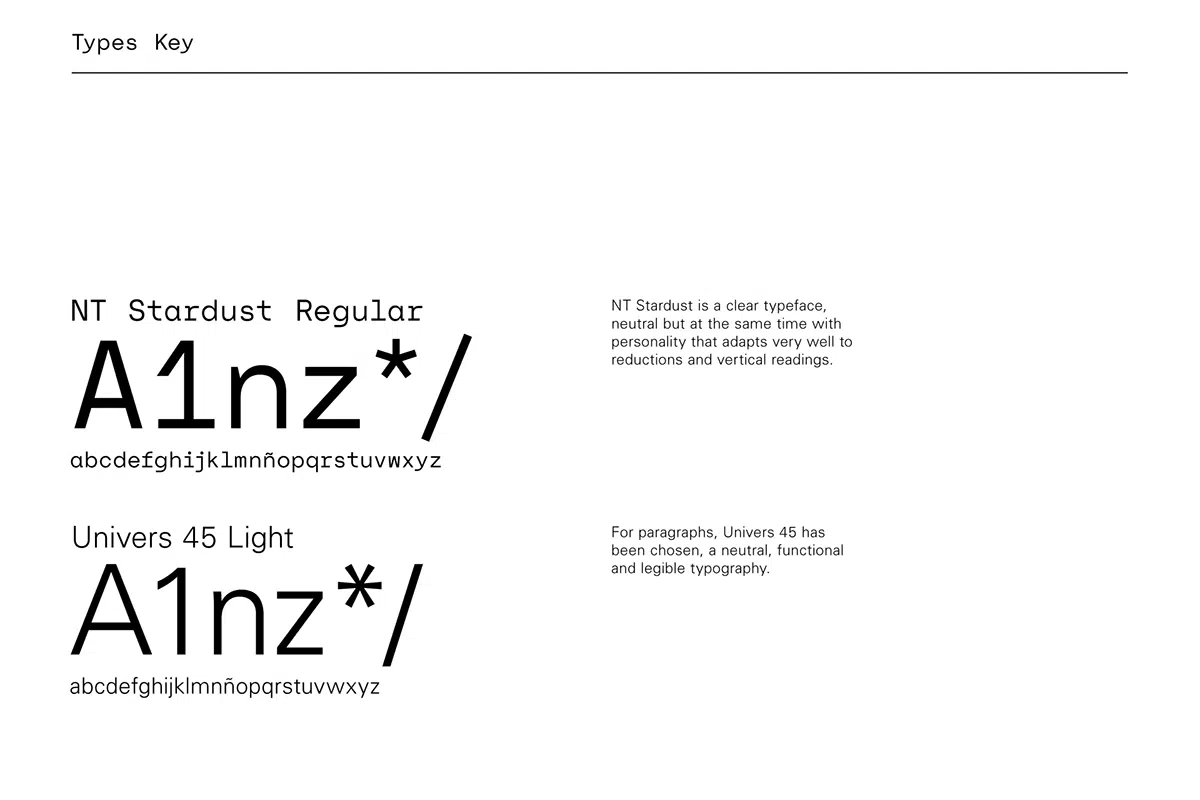 Types Key
NT Stardust Regular
A1nz*/
abcdefghijklmnñopqrstuvwxyz
NT Stardust is a clear typeface,
neutral but at the same time with
personality that adapts very well to
reductions and vertical readings.
Univers 45 Light
A1nz*/
abcdefghijklmnñopqrstuvwxyz
For paragraphs, Univers 45 has
been chosen, a neutral, functional
and legible typography.